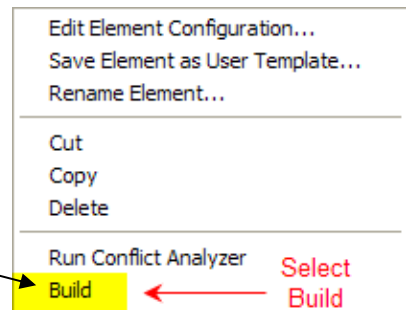 Edit Element Configuration...
Save Element as User Template...
Rename Element...
Cut
Copy
Delete
Run Conflict Analyzer
Build
Select
Build